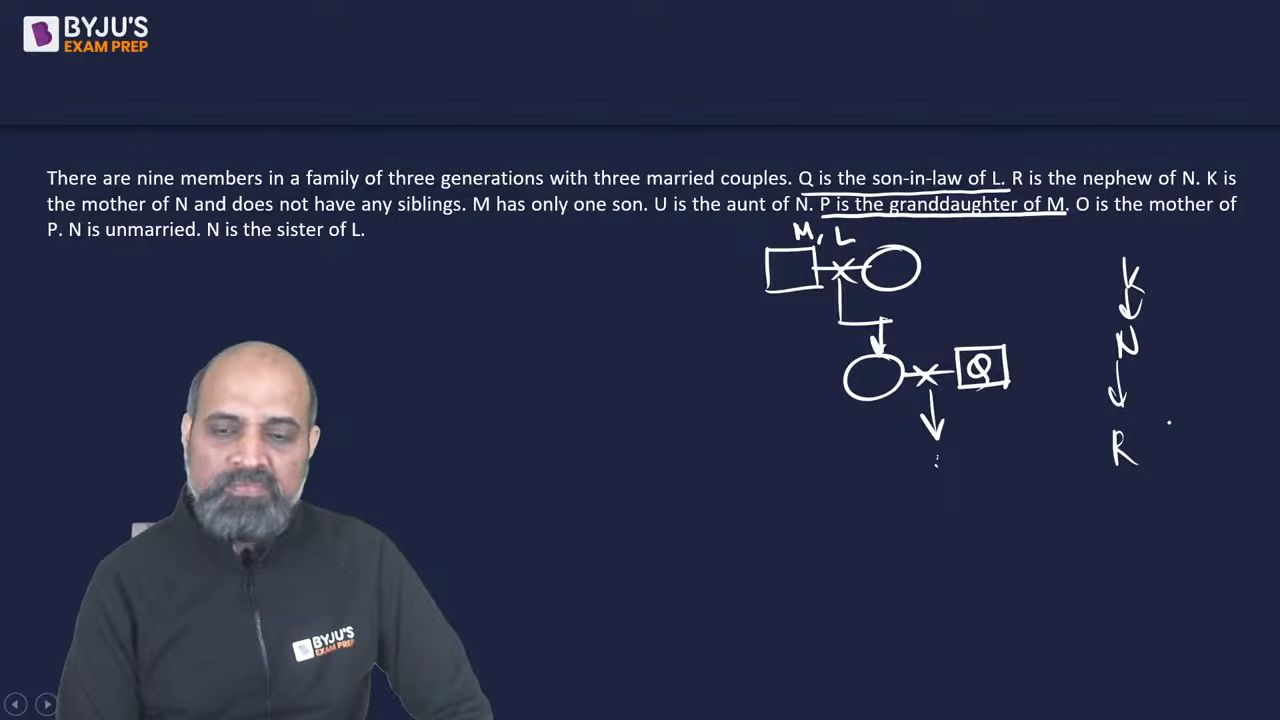 BYJU'S
EXAM PREP
There are nine members in a family of three generations with three married couples. Q is the son-in-law of L. R is the nephew of N. K is
the mother of N and does not have any siblings. M has only one son. U is the aunt of N. P is the granddaughter of M. O is the mother of
P. N is unmarried. N is the sister of L.
M, L
K
N
Q
R
BYJU'S
EXAM PREP